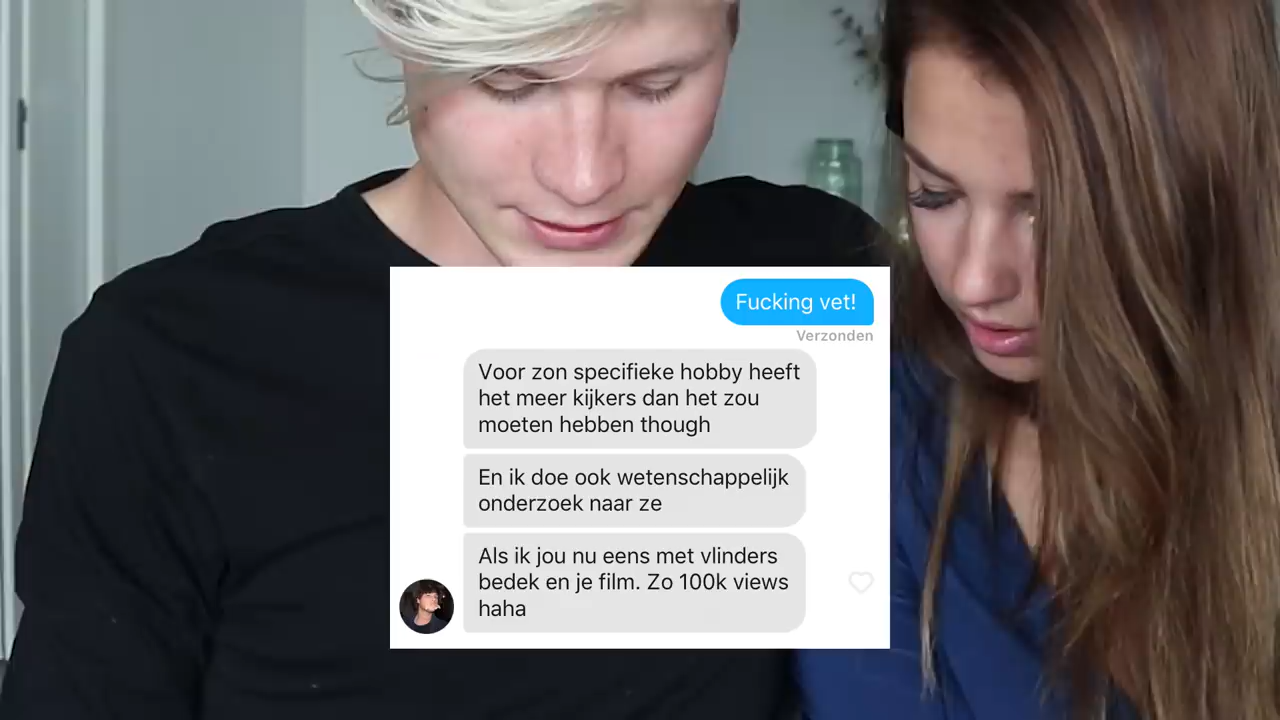 Fucking vet!
Verzonden
Voor zon specifieke hobby heeft
het meer kijkers dan het zou
moeten hebben though
En ik doe ook wetenschappelijk
onderzoek naar ze
Als ik jou nu eens met vlinders
bedek en je film. Zo 100k views
haha